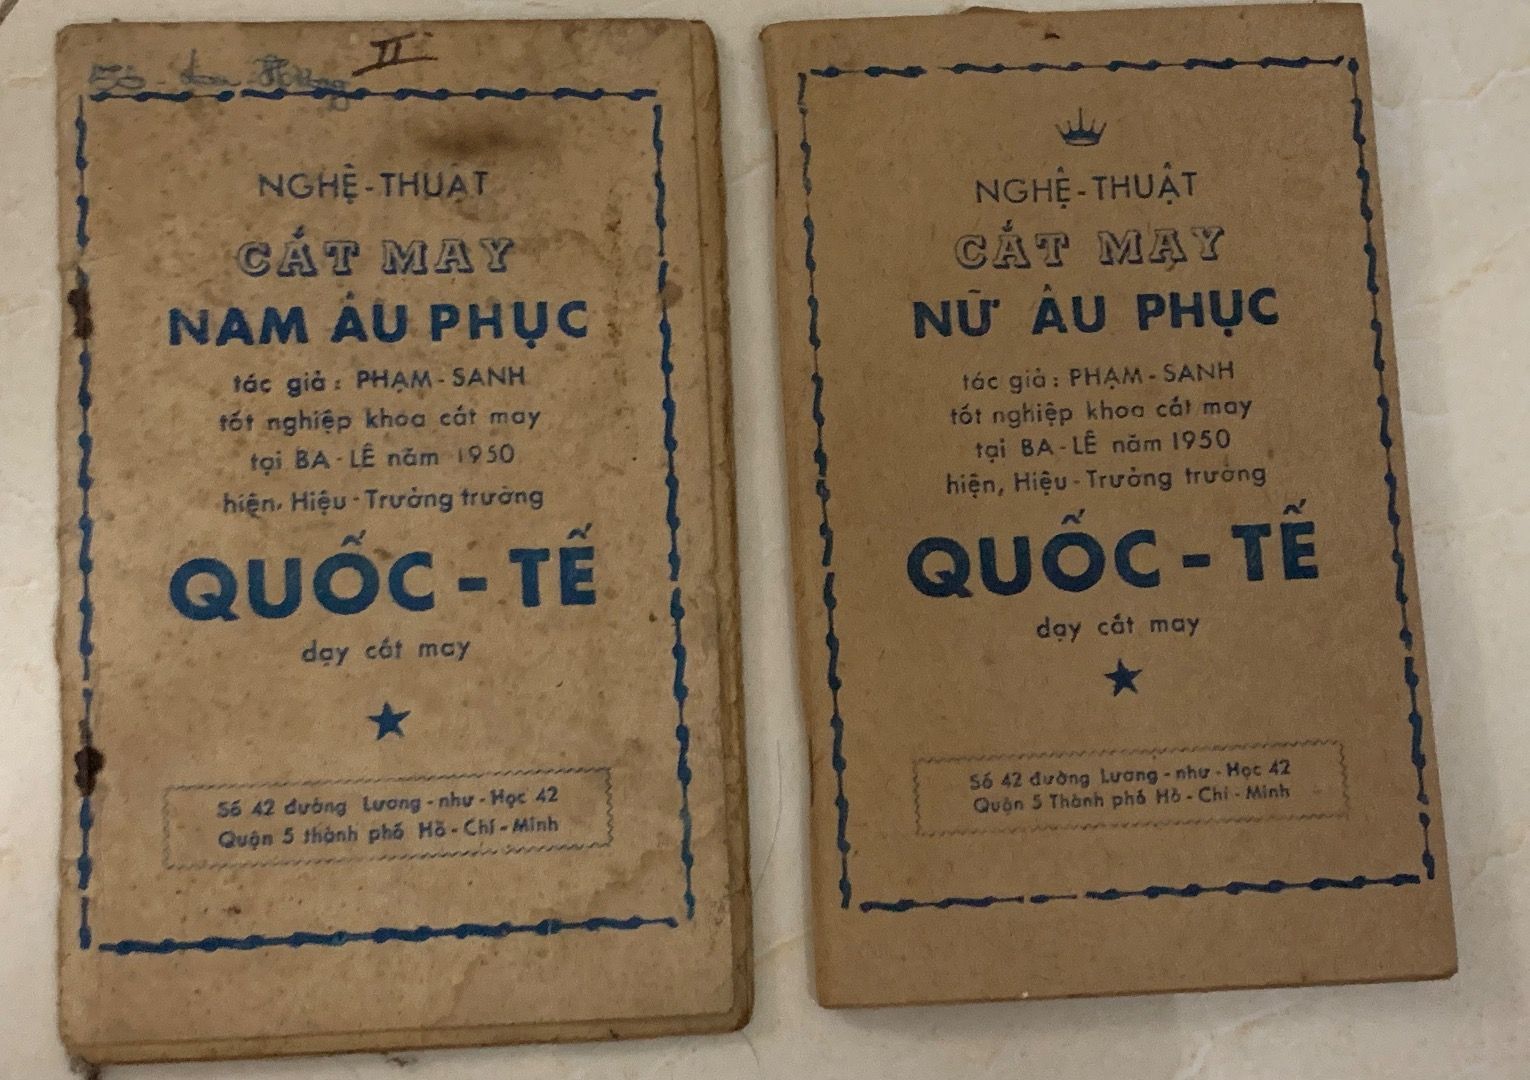 II
NGHỆ-THUẬT
CẮT MAY
NAM ÂU PHỤC
tác giả: PHẠM-SANH
tốt nghiệp khoa cắt may
tại BA-LÊ năm 1950
hiện, Hiệu-Trưởng trường
QUỐC-TẾ
dạy cắt may
Số 42 đường Lương-như-Học 42
Quận 5 thành phố Hồ-Chí-Minh
NGHỆ-THUẬT
CẮT MAY
NỮ ÂU PHỤC
tác giả: PHẠM-SANH
tốt nghiệp khoa cắt may
tại BA-LÊ năm 1950
hiện, Hiệu-Trưởng trường
QUỐC-TẾ
dạy cắt may
Số 42 đường Lương-như-Học 42
Quận 5 Thành phố Hồ-Chí-Minh